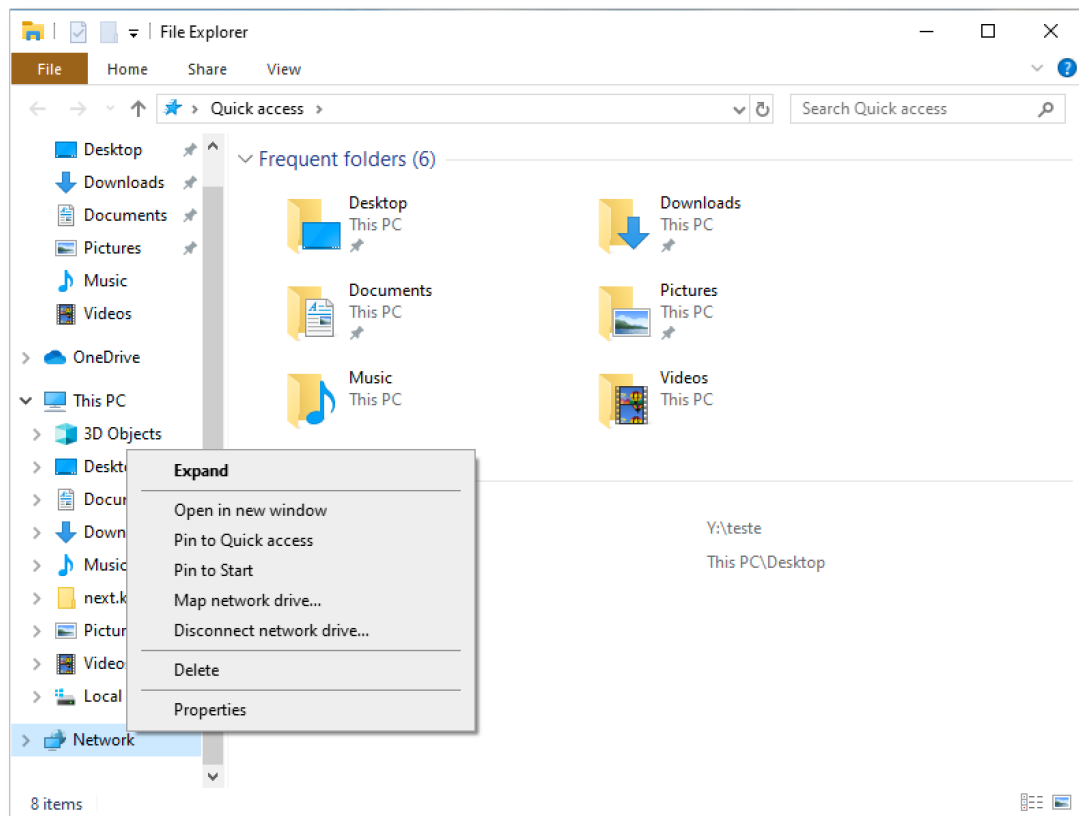 File Explorer
File Home Share View
Quick access
Search Quick access
Desktop
Downloads
Documents
Pictures
Music
Videos
OneDrive
This PC
3D Objects
Deskt
Docur
Down
Music
next.k
Pictur
Video
Local
Network
Frequent folders (6)
Desktop
This PC
Downloads
This PC
Documents
This PC
Pictures
This PC
Music
This PC
Videos
This PC
Expand
Open in new window
Pin to Quick access
Pin to Start
Map network drive...
Disconnect network drive...
Delete
Properties
Y:\teste
This PC\Desktop
8 items